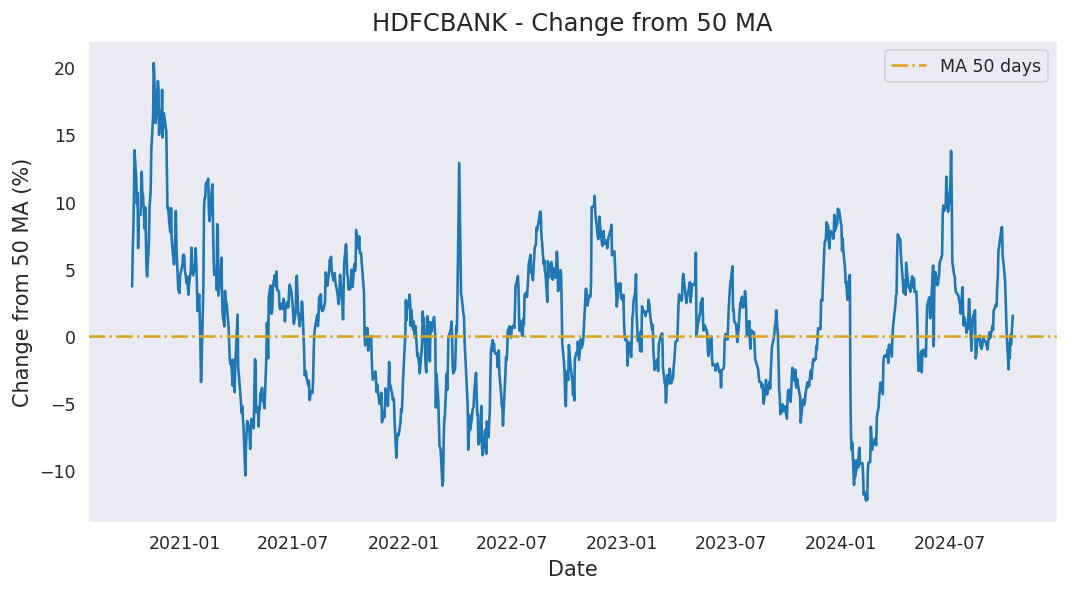 HDFCBANK - Change from 50 MA
MA 50 days
Change from 50 MA (%)
20
15
10
5
0
−5
−10
2021-01 2021-07 2022-01 2022-07 2023-01 2023-07 2024-01 2024-07
Date